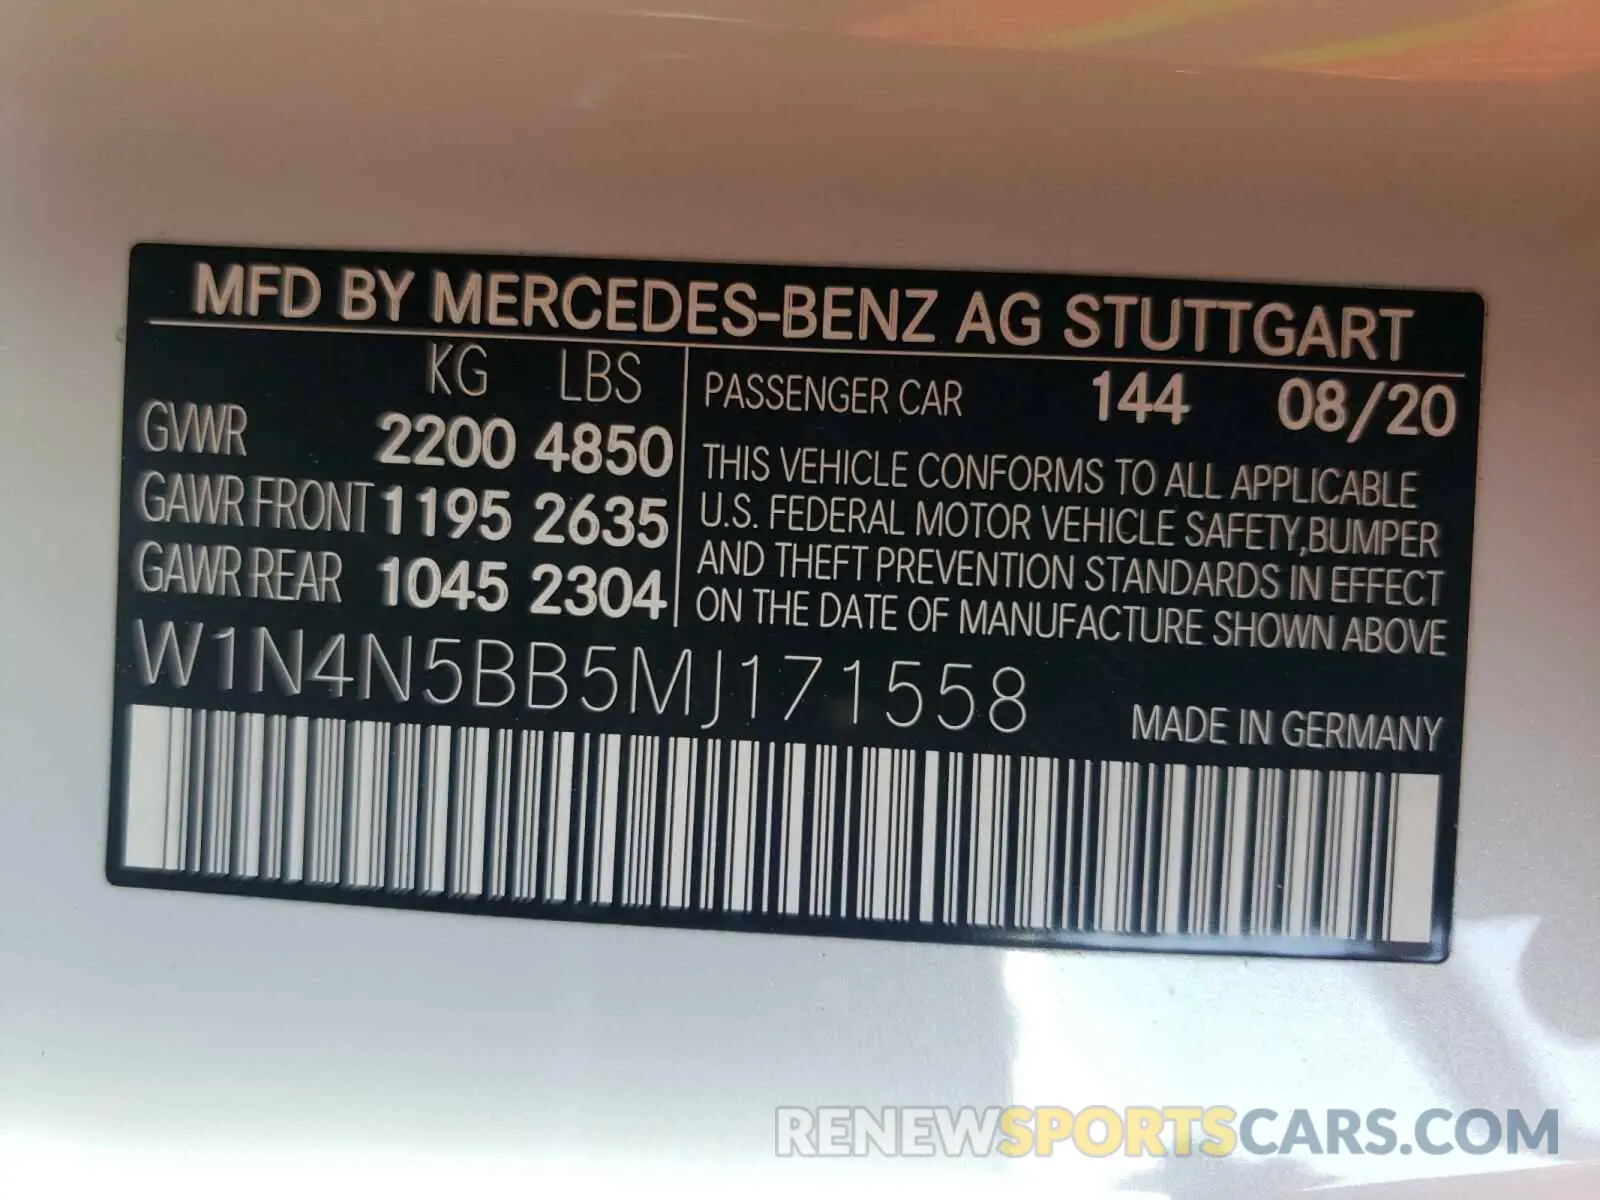 MFD BY MERCEDES-BENZ AG STUTTGART
KG LBS
GVWR 2200 4850
GAWR FRONT 1195 2635
GAWR REAR 1045 2304
PASSENGER CAR 144 08/20
THIS VEHICLE CONFORMS TO ALL APPLICABLE
U.S. FEDERAL MOTOR VEHICLE SAFETY,BUMPER
AND THEFT PREVENTION STANDARDS IN EFFECT
ON THE DATE OF MANUFACTURE SHOWN ABOVE
W1N4N5BB5MJ171558
MADE IN GERMANY
RENEWSPORTSCARS.COM